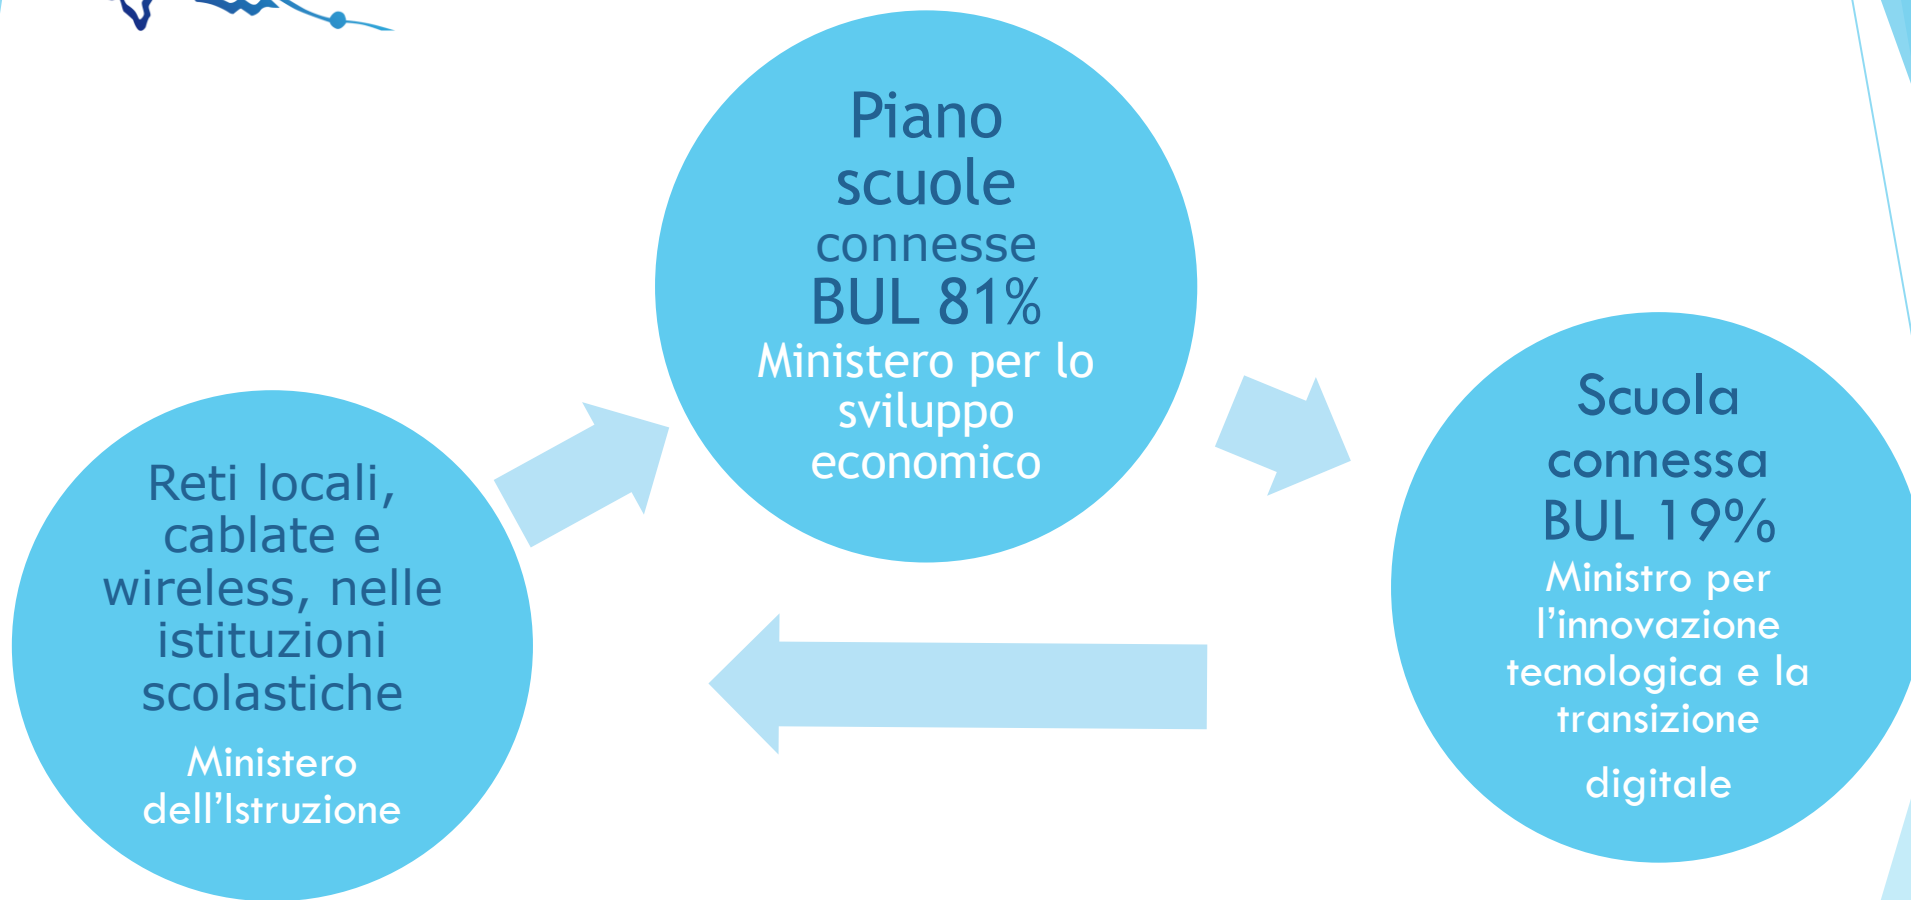 Piano
scuole
connesse
BUL 81%
Ministero per lo
sviluppo
economico
Reti locali,
cablate e
wireless, nelle
istituzioni
scolastiche
Ministero
dell’Istruzione
Scuola
connessa
BUL 19%
Ministro per
l’innovazione
tecnologica e la
transizione
digitale